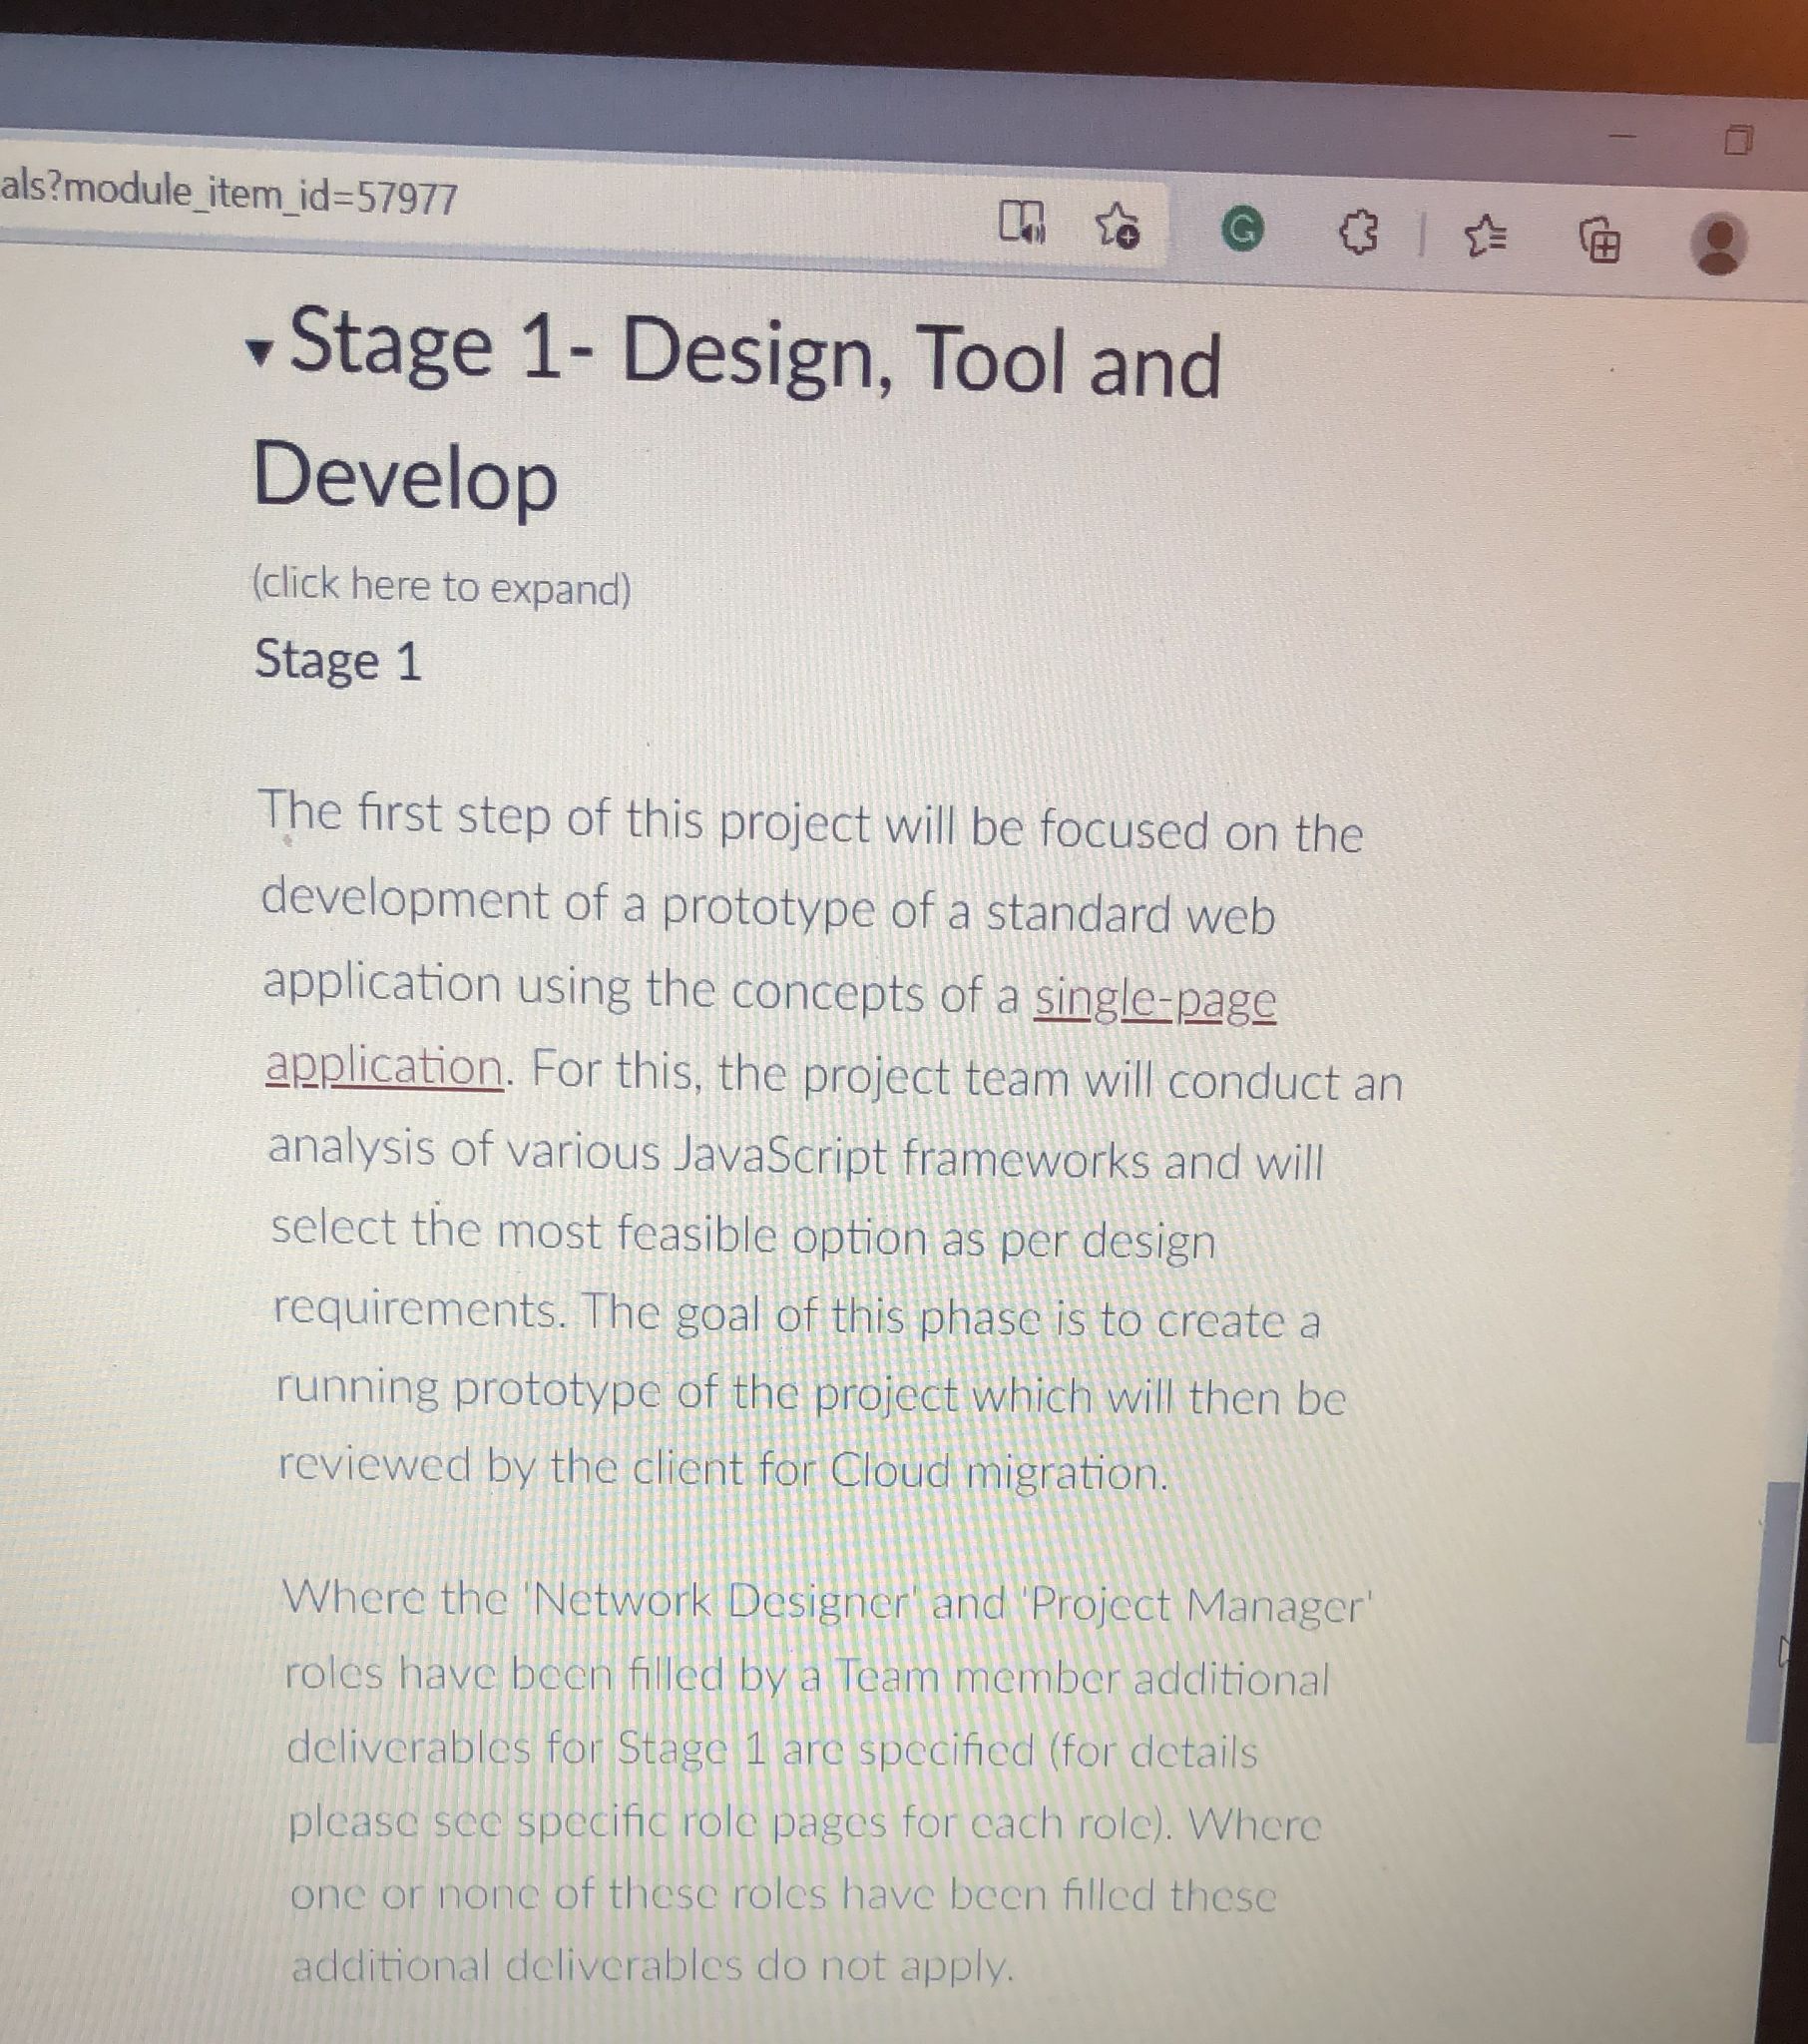 als?module_item_id=57977
Stage 1- Design, Tool and
Develop
(click here to expand)
Stage 1
The first step of this project will be focused on the
development of a prototype of a standard web
application using the concepts of a single-page
application. For this, the project team will conduct an
analysis of various JavaScript frameworks and will
select the most feasible option as per design
requirements. The goal of this phase is to create a
running prototype of the project which will then be
reviewed by the client for Cloud migration.
Where the 'Network Designer' and 'Project Manager'
roles have been filled by a Team member additional
deliverables for Stage 1 are specified (for details
please see specific role pages for each role). Where
one or none of these roles have been filled these
additional deliverables do not apply.